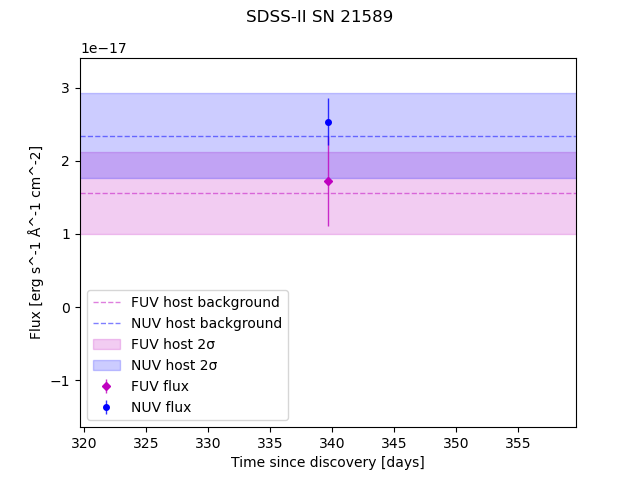 SDSS-II SN 21589
1e−17
3
2
1
0
−1
Flux [erg s^-1 Å^-1 cm^-2]
FUV host background
NUV host background
FUV host 2σ
NUV host 2σ
FUV flux
NUV flux
320 325 330 335 340 345 350 355
Time since discovery [days]